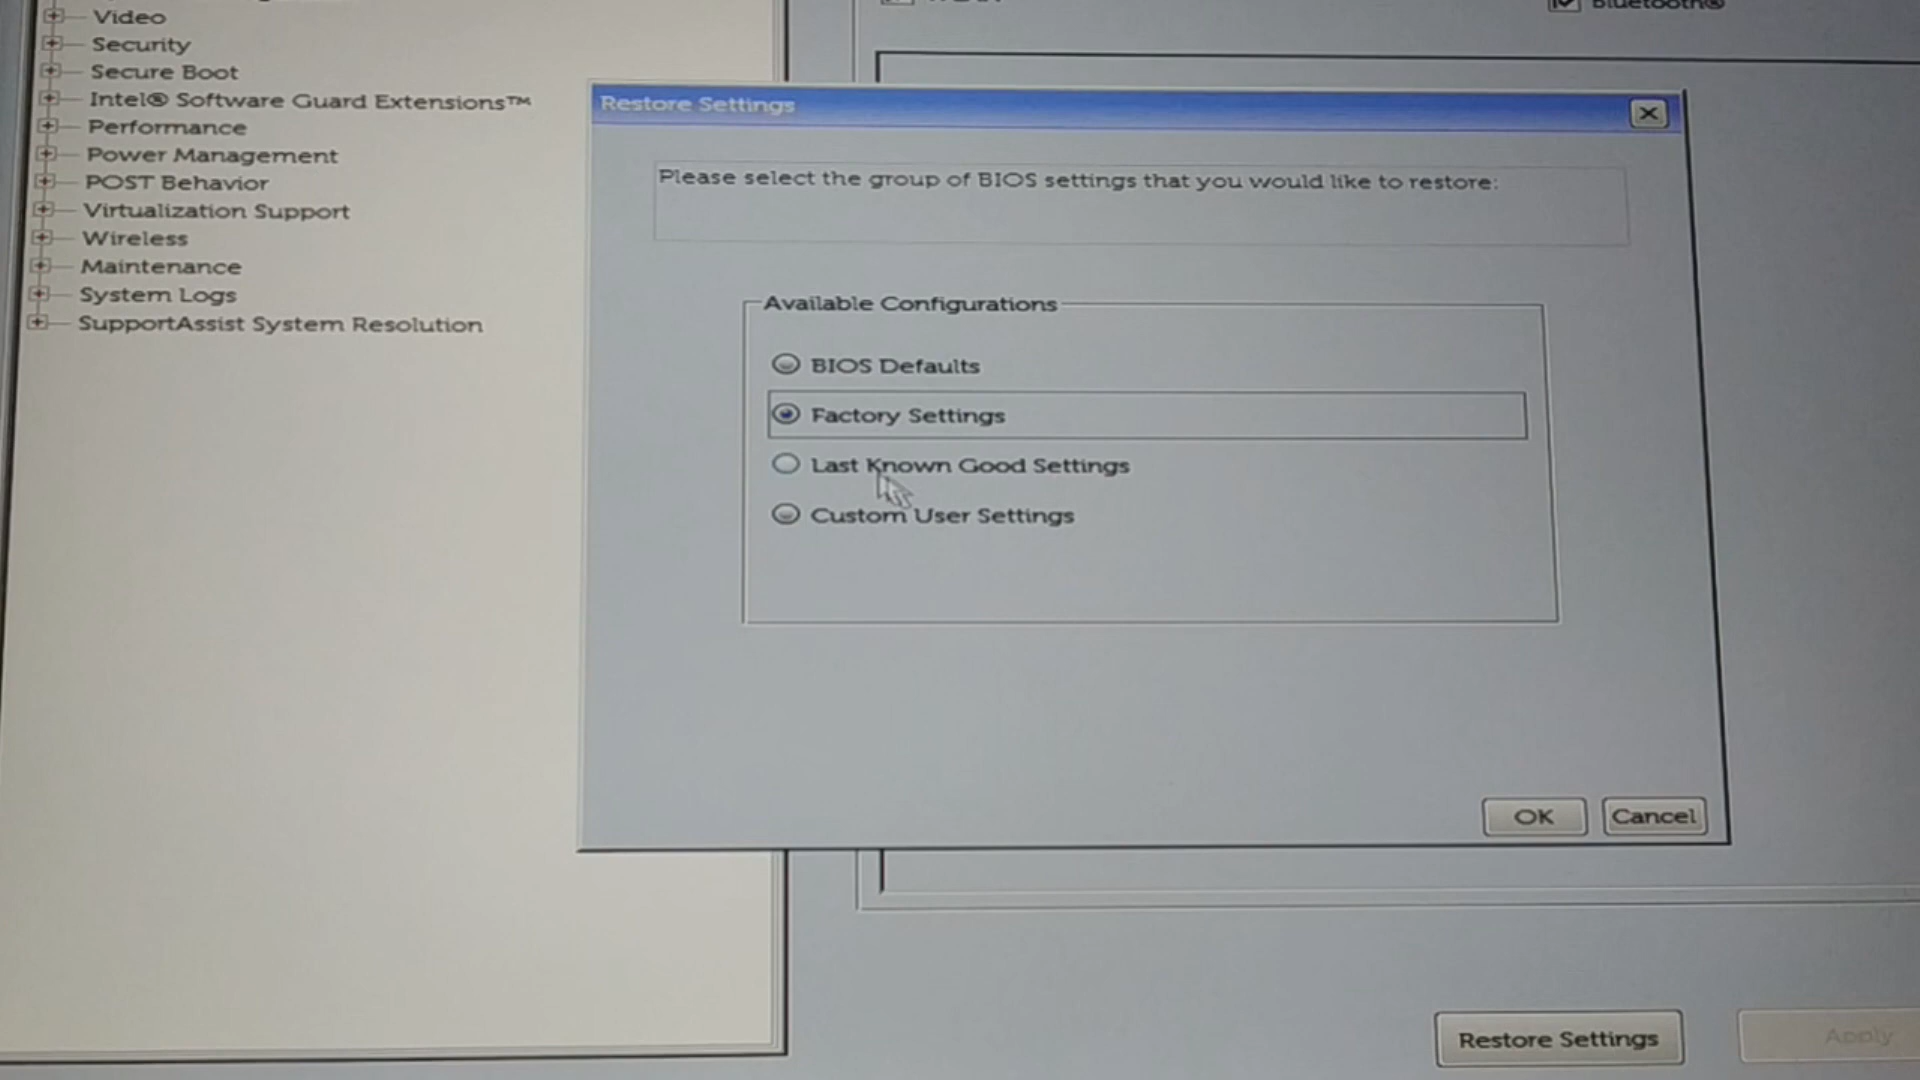 Bluetooth®
Video
Security
Secure Boot
Intel® Software Guard Extensions™
Performance
Power Management
POST Behavior
Virtualization Support
Wireless
Maintenance
System Logs
SupportAssist System Resolution
Restore Settings
Please select the group of BIOS settings that you would like to restore:
Available Configurations
BIOS Defaults
Factory Settings
Last Known Good Settings
Custom User Settings
OK
Cancel
Restore Settings
Apply